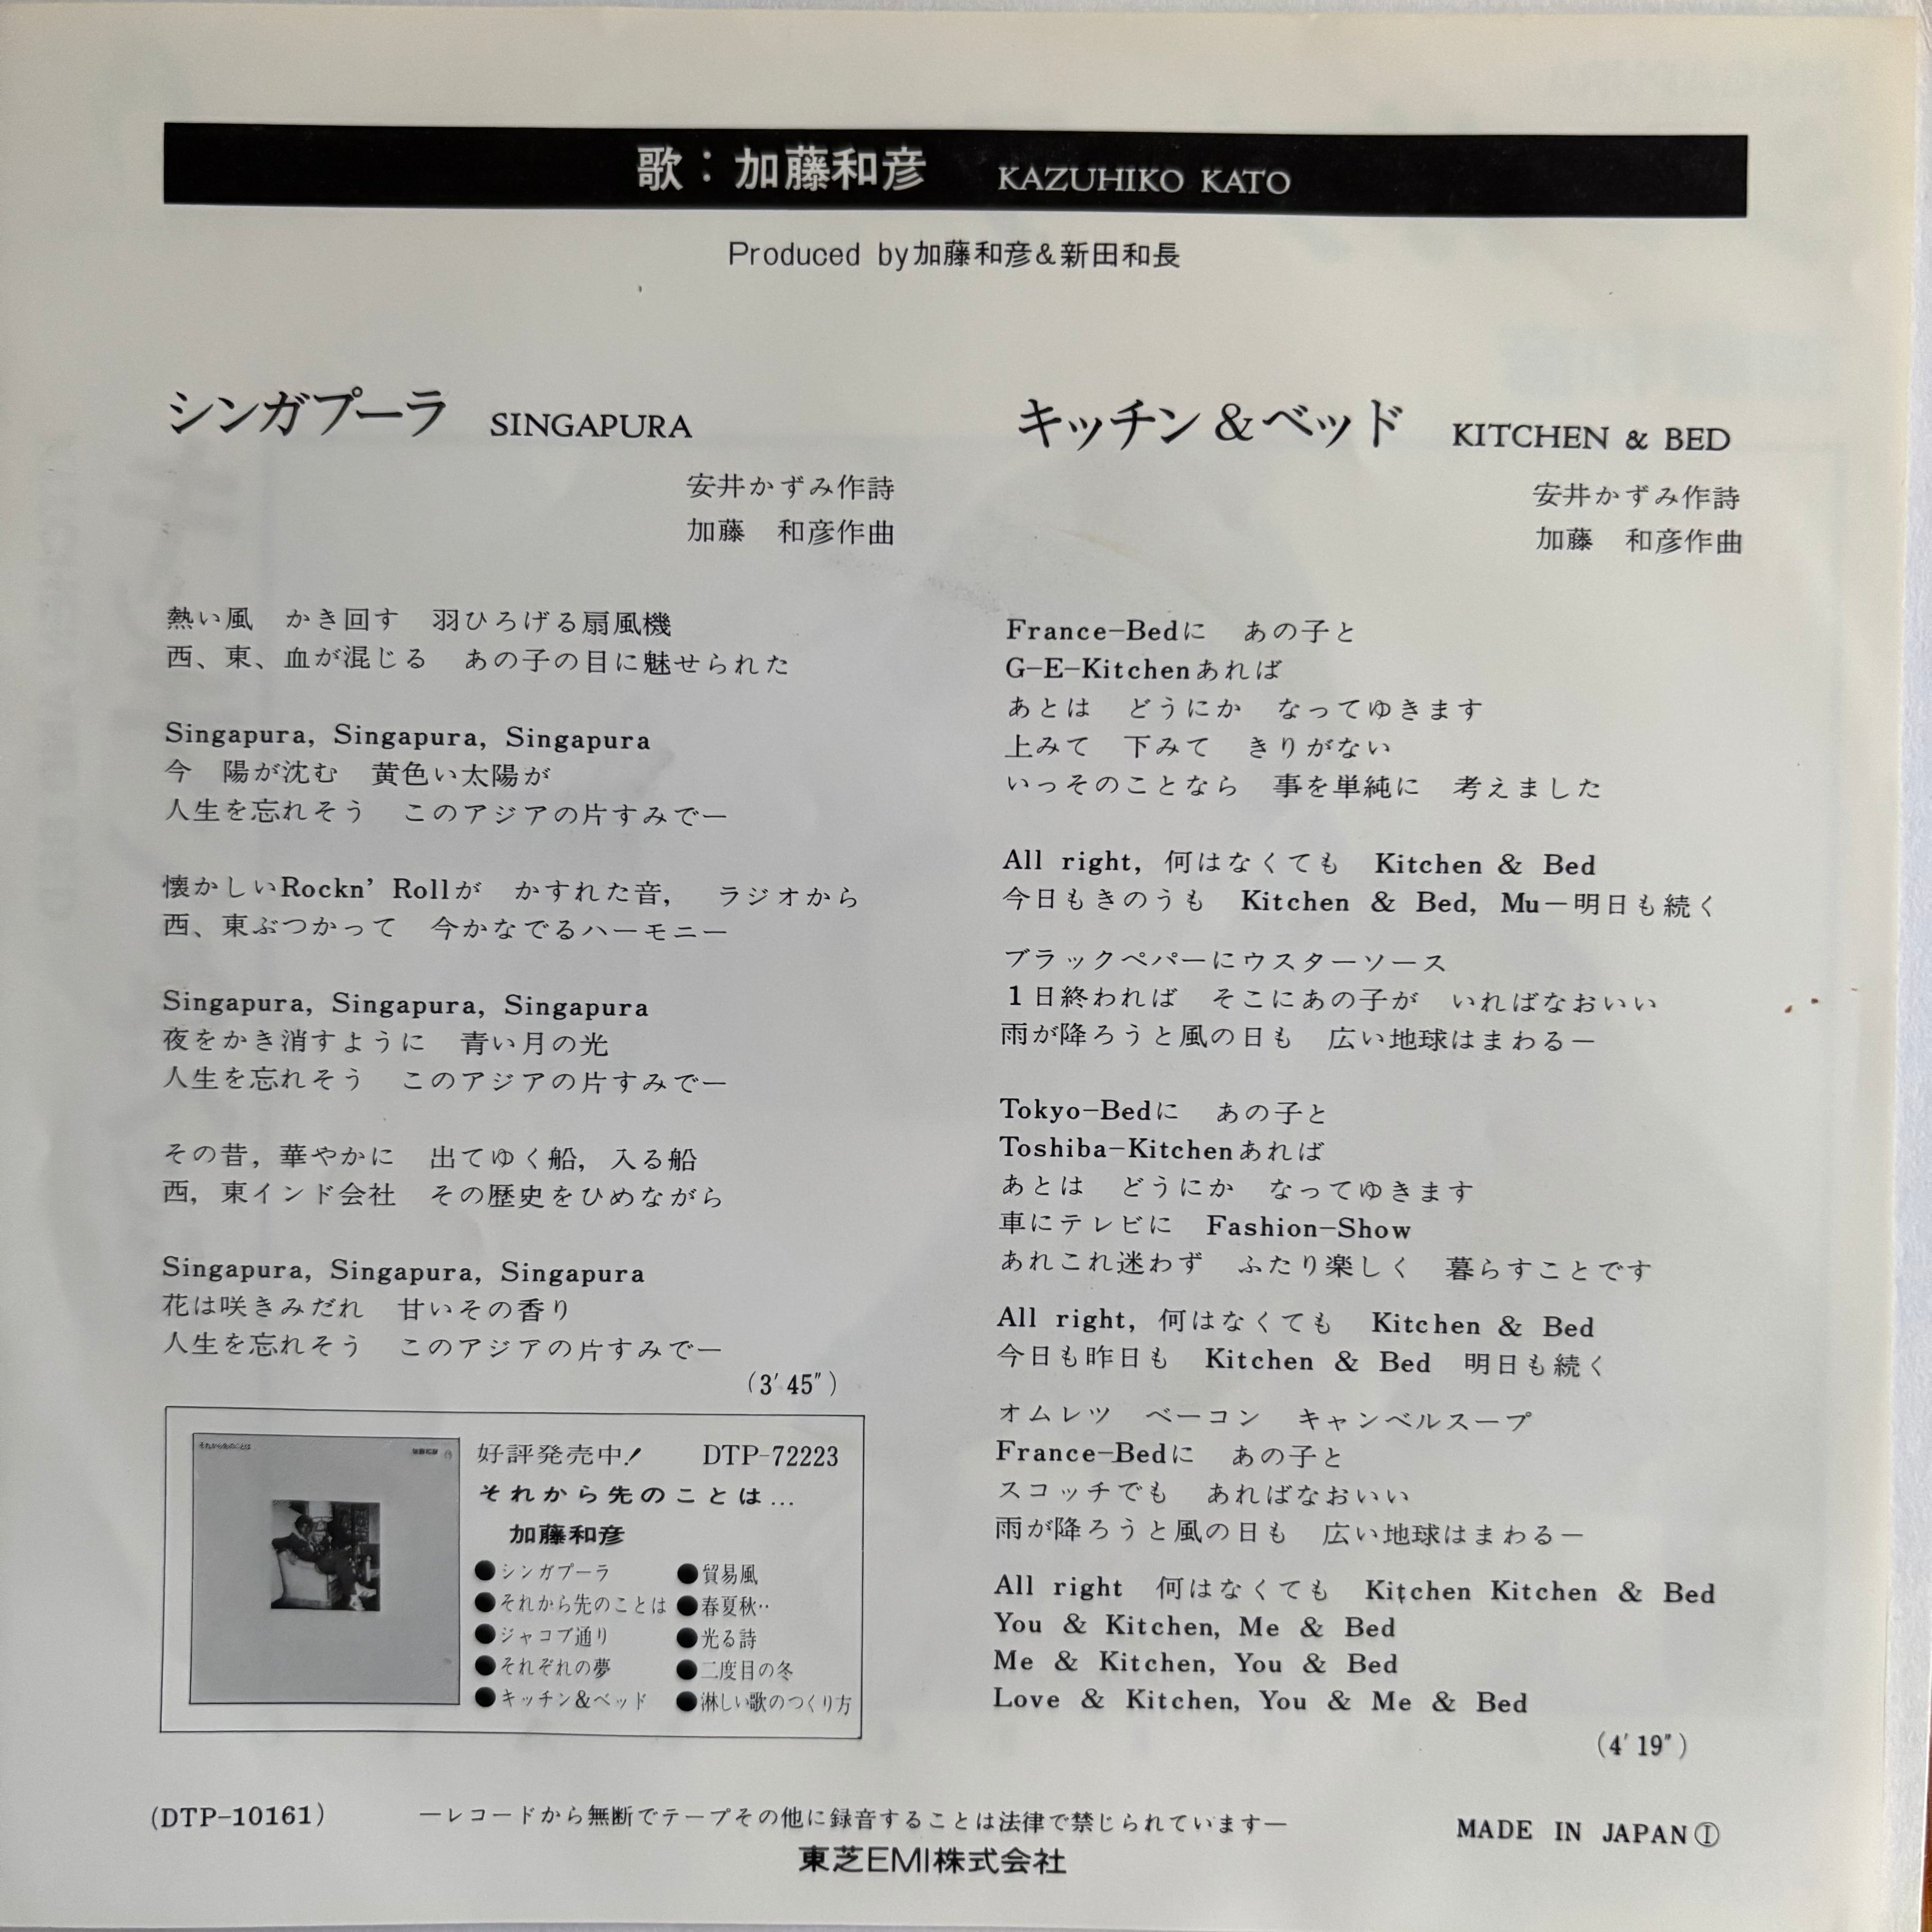 歌：加藤和彦　KAZUHIKO KATO
Produced by加藤和彦&新田和長
シンガプーラ　SINGAPURA
安井かずみ作詩
加藤　和彦作曲
熱い風　かき回す　羽ひろげる扇風機
西、東、血が混じる　あの子の目に魅せられた
Singapura, Singapura, Singapura
今　陽が沈む　黄色い太陽が
人生を忘れそう　このアジアの片すみでー
懐かしいRockn' Rollが　かすれた音,　ラジオから
西、東ぶつかって　今かなでるハーモニー
Singapura, Singapura, Singapura
夜をかき消すように　青い月の光
人生を忘れそう　このアジアの片すみでー
その昔, 華やかに　出てゆく船, 入る船
西, 東インド会社　その歴史をひめながら
Singapura, Singapura, Singapura
花は咲きみだれ　甘いその香り
人生を忘れそう　このアジアの片すみでー
(3′45″)
それから先のことは
加藤和彦
好評発売中！　DTP-72223
それから先のことは…
加藤和彦
●シンガプーラ
●それから先のことは
●ジャコブ通り
●それぞれの夢
●キッチン&ベッド
●貿易風
●春夏秋‥
●光る詩
●二度目の冬
●淋しい歌のつくり方
キッチン&ベッド　KITCHEN & BED
安井かずみ作詩
加藤　和彦作曲
France-Bedに　あの子と
G-E-Kitchenあれば
あとは　どうにか　なってゆきます
上みて　下みて　きりがない
いっそのことなら　事を単純に　考えました
All right, 何はなくても　Kitchen & Bed
今日もきのうも　Kitchen & Bed, Mu－明日も続く
ブラックペパーにウスターソース
1日終われば　そこにあの子が　いればなおいい
雨が降ろうと風の日も　広い地球はまわるー
Tokyo-Bedに　あの子と
Toshiba-Kitchenあれば
あとは　どうにか　なってゆきます
車にテレビに　Fashion-Show
あれこれ迷わず　ふたり楽しく　暮らすことです
All right, 何はなくても　Kitchen & Bed
今日も昨日も　Kitchen & Bed　明日も続く
オムレツ　ベーコン　キャンベルスープ
France-Bedに　あの子と
スコッチでも　あればなおいい
雨が降ろうと風の日も　広い地球はまわるー
All right　何はなくても　Kitchen Kitchen & Bed
You & Kitchen, Me & Bed
Me & Kitchen, You & Bed
Love & Kitchen, You & Me & Bed
(4′19″)
(DTP-10161)
—レコードから無断でテープその他に録音することは法律で禁じられています—
MADE IN JAPAN Ⓘ
東芝EMI株式会社